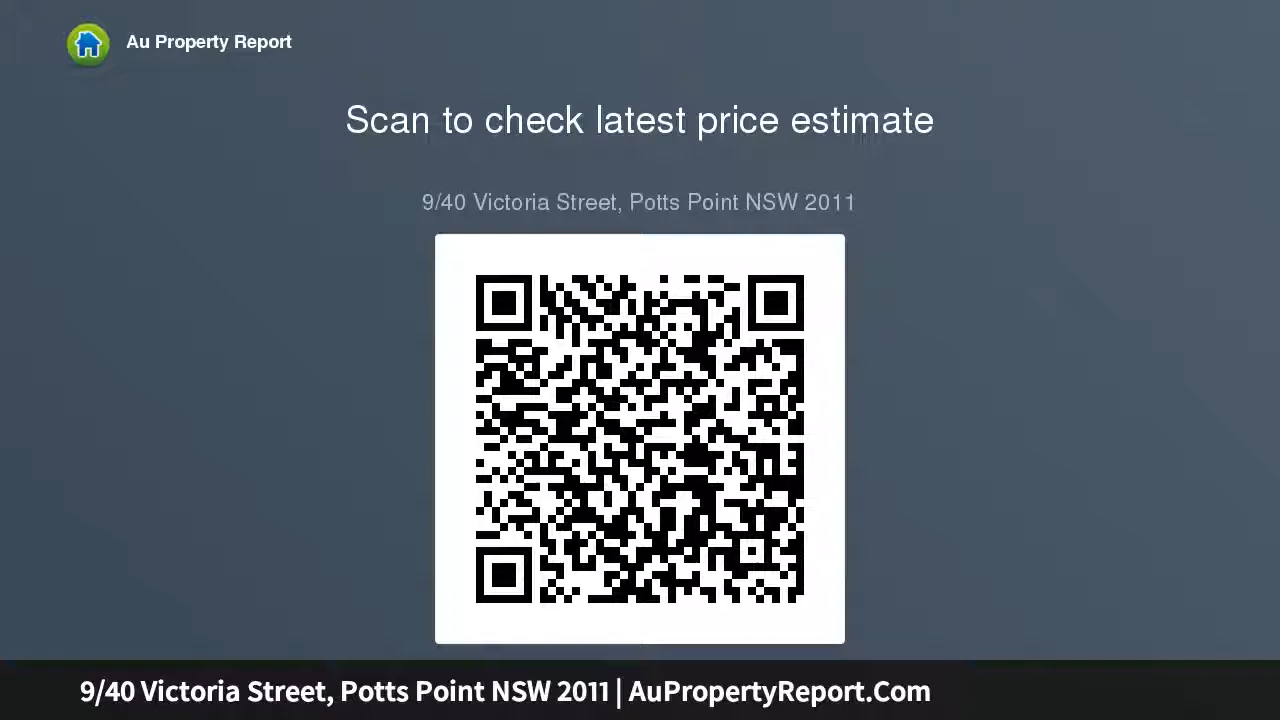 Au Property Report
Scan to check latest price estimate
9/40 Victoria Street, Potts Point NSW 2011
9/40 Victoria Street, Potts Point NSW 2011 | AuPropertyReport.Com